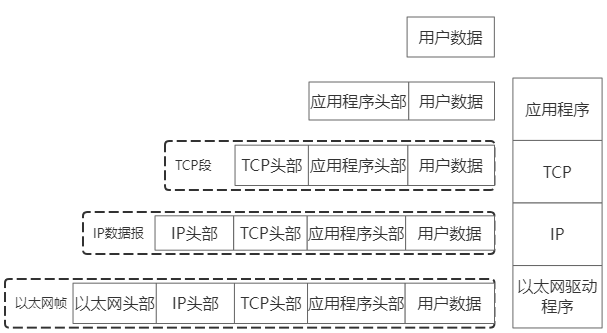 用户数据
应用程序头部 用户数据
应用程序
TCP段 TCP头部 应用程序头部 用户数据
TCP
IP数据报 IP头部 TCP头部 应用程序头部 用户数据
IP
以太网帧 以太网头部 IP头部 TCP头部 应用程序头部 用户数据
以太网驱动
程序